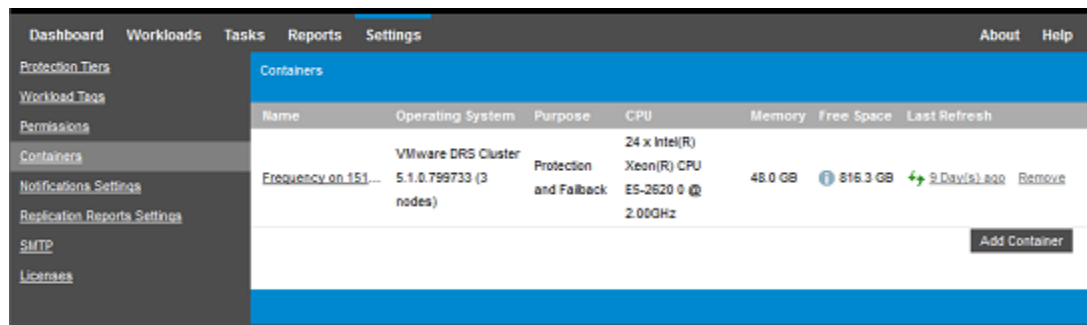 Dashboard Workloads Tasks Reports Settings About Help
Protection Tiers
Workload Tags
Permissions
Containers
Notifications Settings
Replication Reports Settings
SMTP
Licenses
Containers
Name Operating System Purpose CPU Memory Free Space Last Refresh
Frequency on 151...
VMware DRS Cluster
5.1.0.799733 (3
nodes)
Protection
and Failback
24 x Intel(R)
Xeon(R) CPU
E5-2620 0 @
2.00GHz
48.0 GB
816.3 GB
9 Day(s) ago
Remove
Add Container